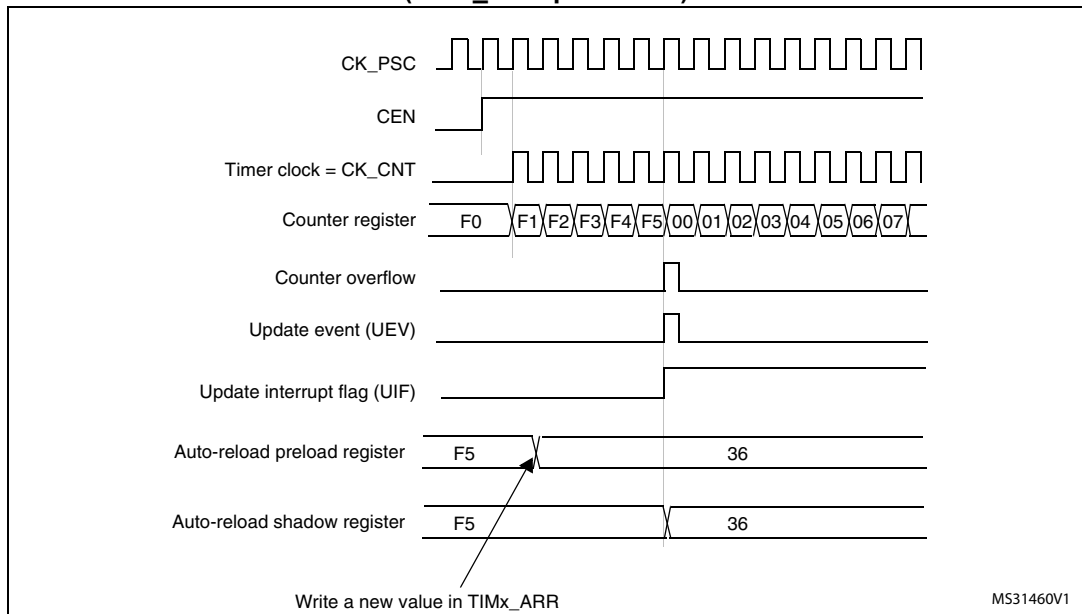 CK_PSC
CEN
Timer clock = CK_CNT
Counter register F0 F1 F2 F3 F4 F5 00 01 02 03 04 05 06 07
Counter overflow
Update event (UEV)
Update interrupt flag (UIF)
Auto-reload preload register F5 36
Auto-reload shadow register F5 36
Write a new value in TIMx_ARR
MS31460V1